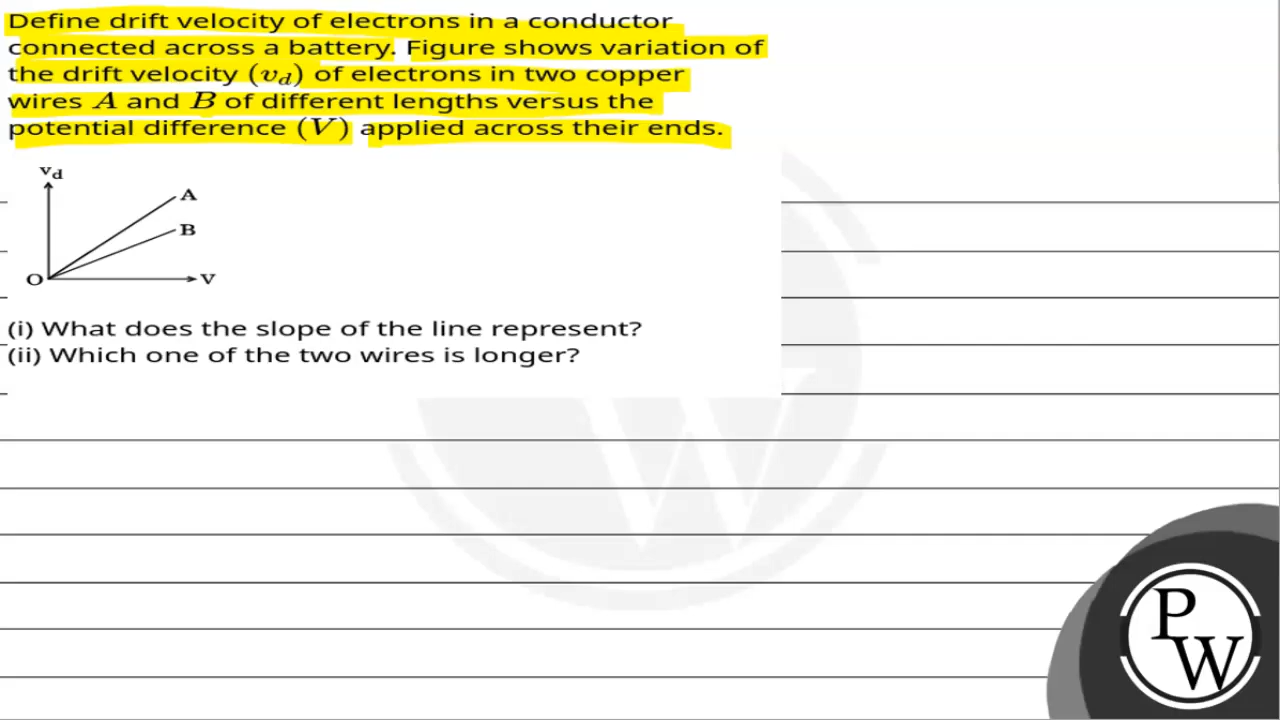 Define drift velocity of electrons in a conductor
connected across a battery. Figure shows variation of
the drift velocity (v_d) of electrons in two copper
wires A and B of different lengths versus the
potential difference (V) applied across their ends.
v_d
A
B
O
V
(i) What does the slope of the line represent?
(ii) Which one of the two wires is longer?
W
P
W